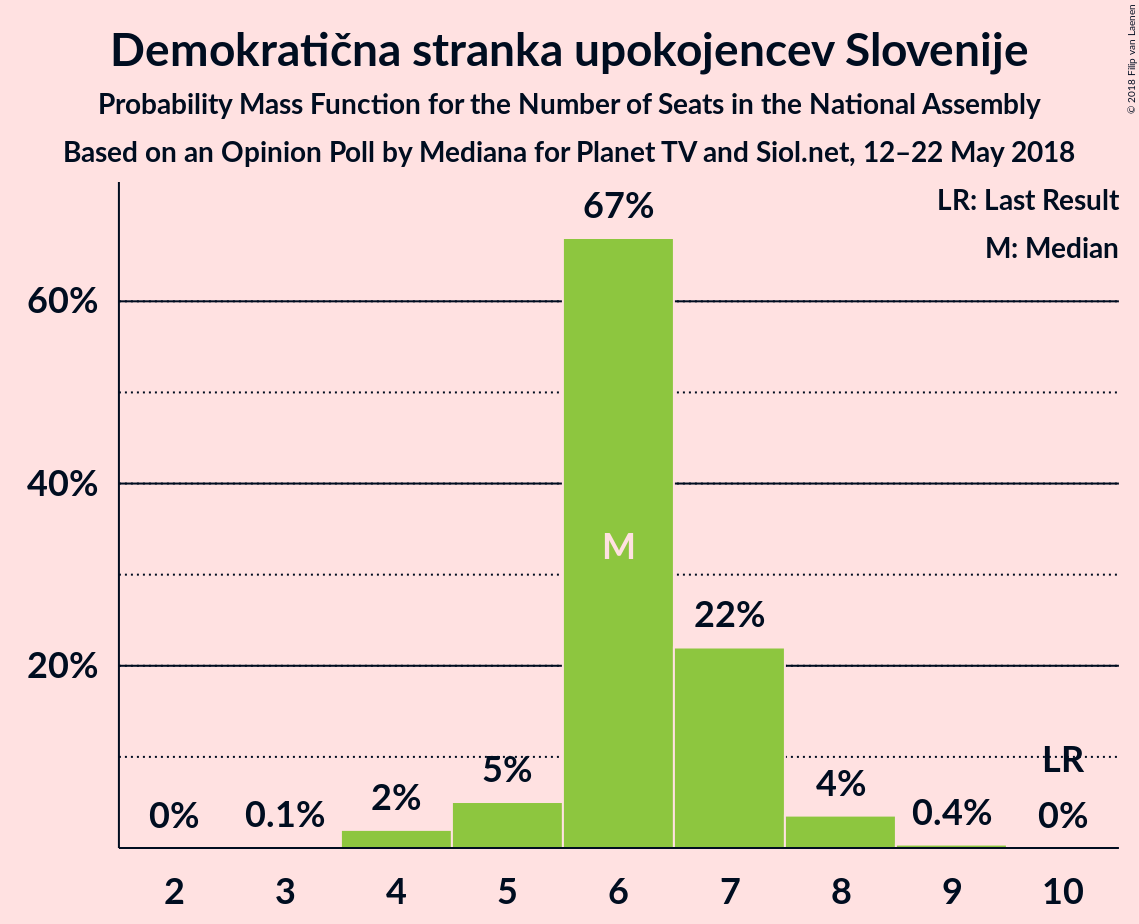 Demokratična stranka upokojencev Slovenije
Probability Mass Function for the Number of Seats in the National Assembly
Based on an Opinion Poll by Mediana for Planet TV and Siol.net, 12–22 May 2018
© 2018 Filip van Laenen
LR: Last Result
M: Median
60%
40%
20%
0%
0.1%
2%
5%
67%
M
22%
4%
0.4%
LR
0%
2 3 4 5 6 7 8 9 10